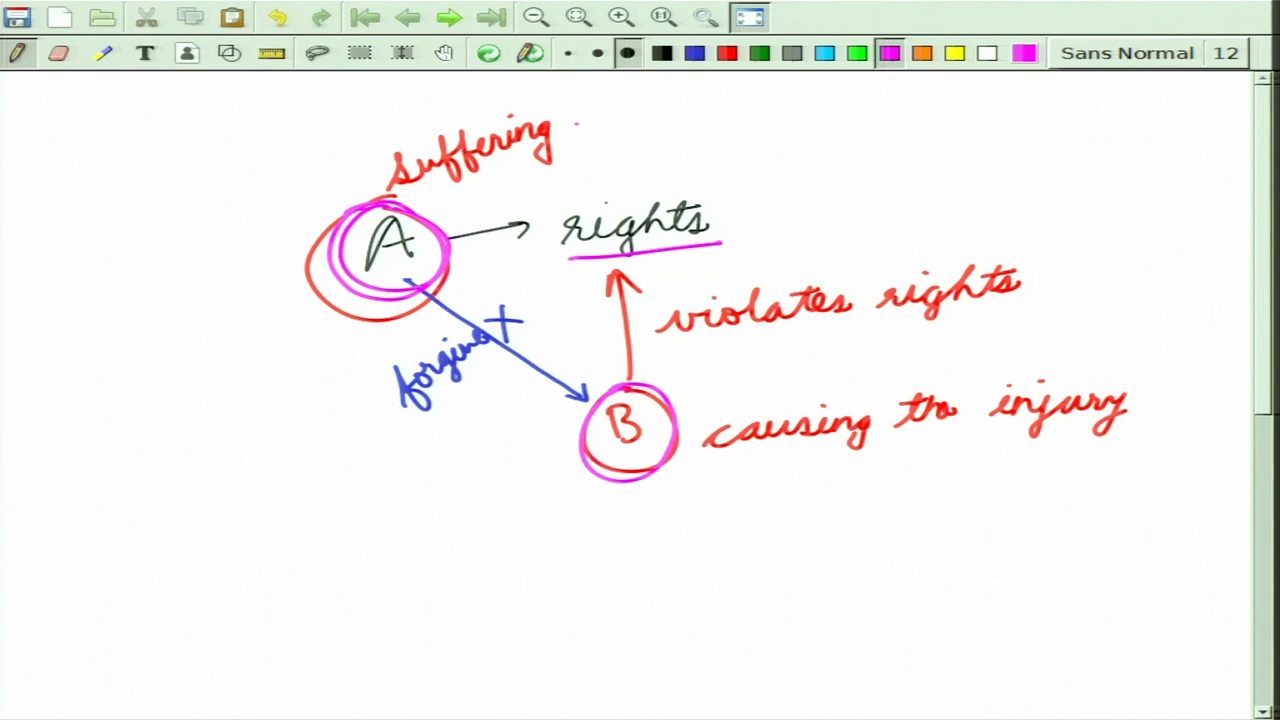 T Sans Normal 12
suffering
A → rights
violates rights
forgive X
B causing the injury